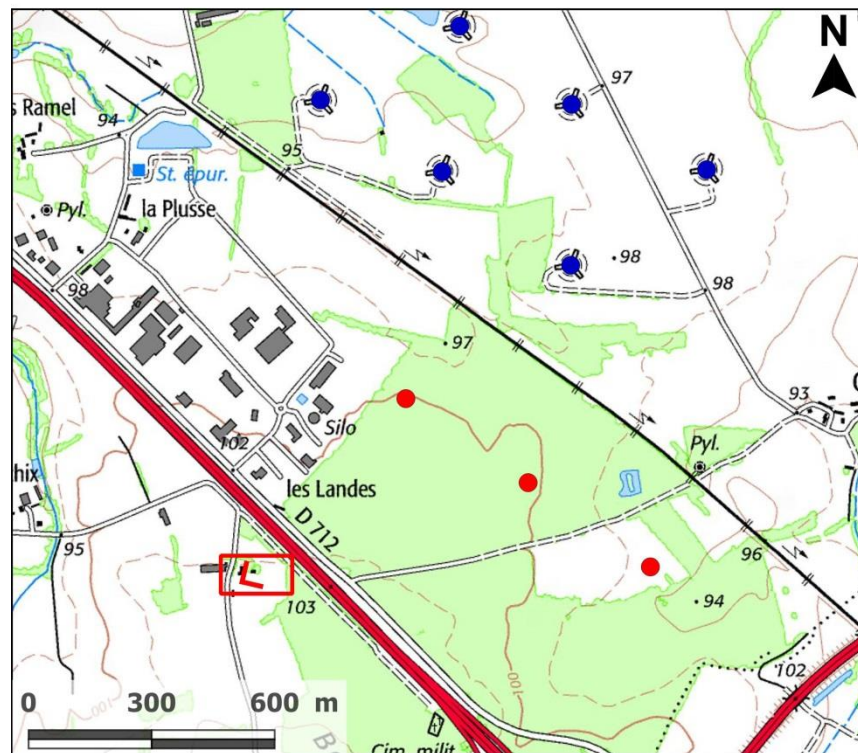 N
97
s Ramel
94
95
St. épur.
Pyl.
la Plusse
98
98
98
97
93
Silo
102
Pyl.
hix
les Landes
D 712
95
96
103
94
100
100
102
0 300 600 m
Cim. milit.